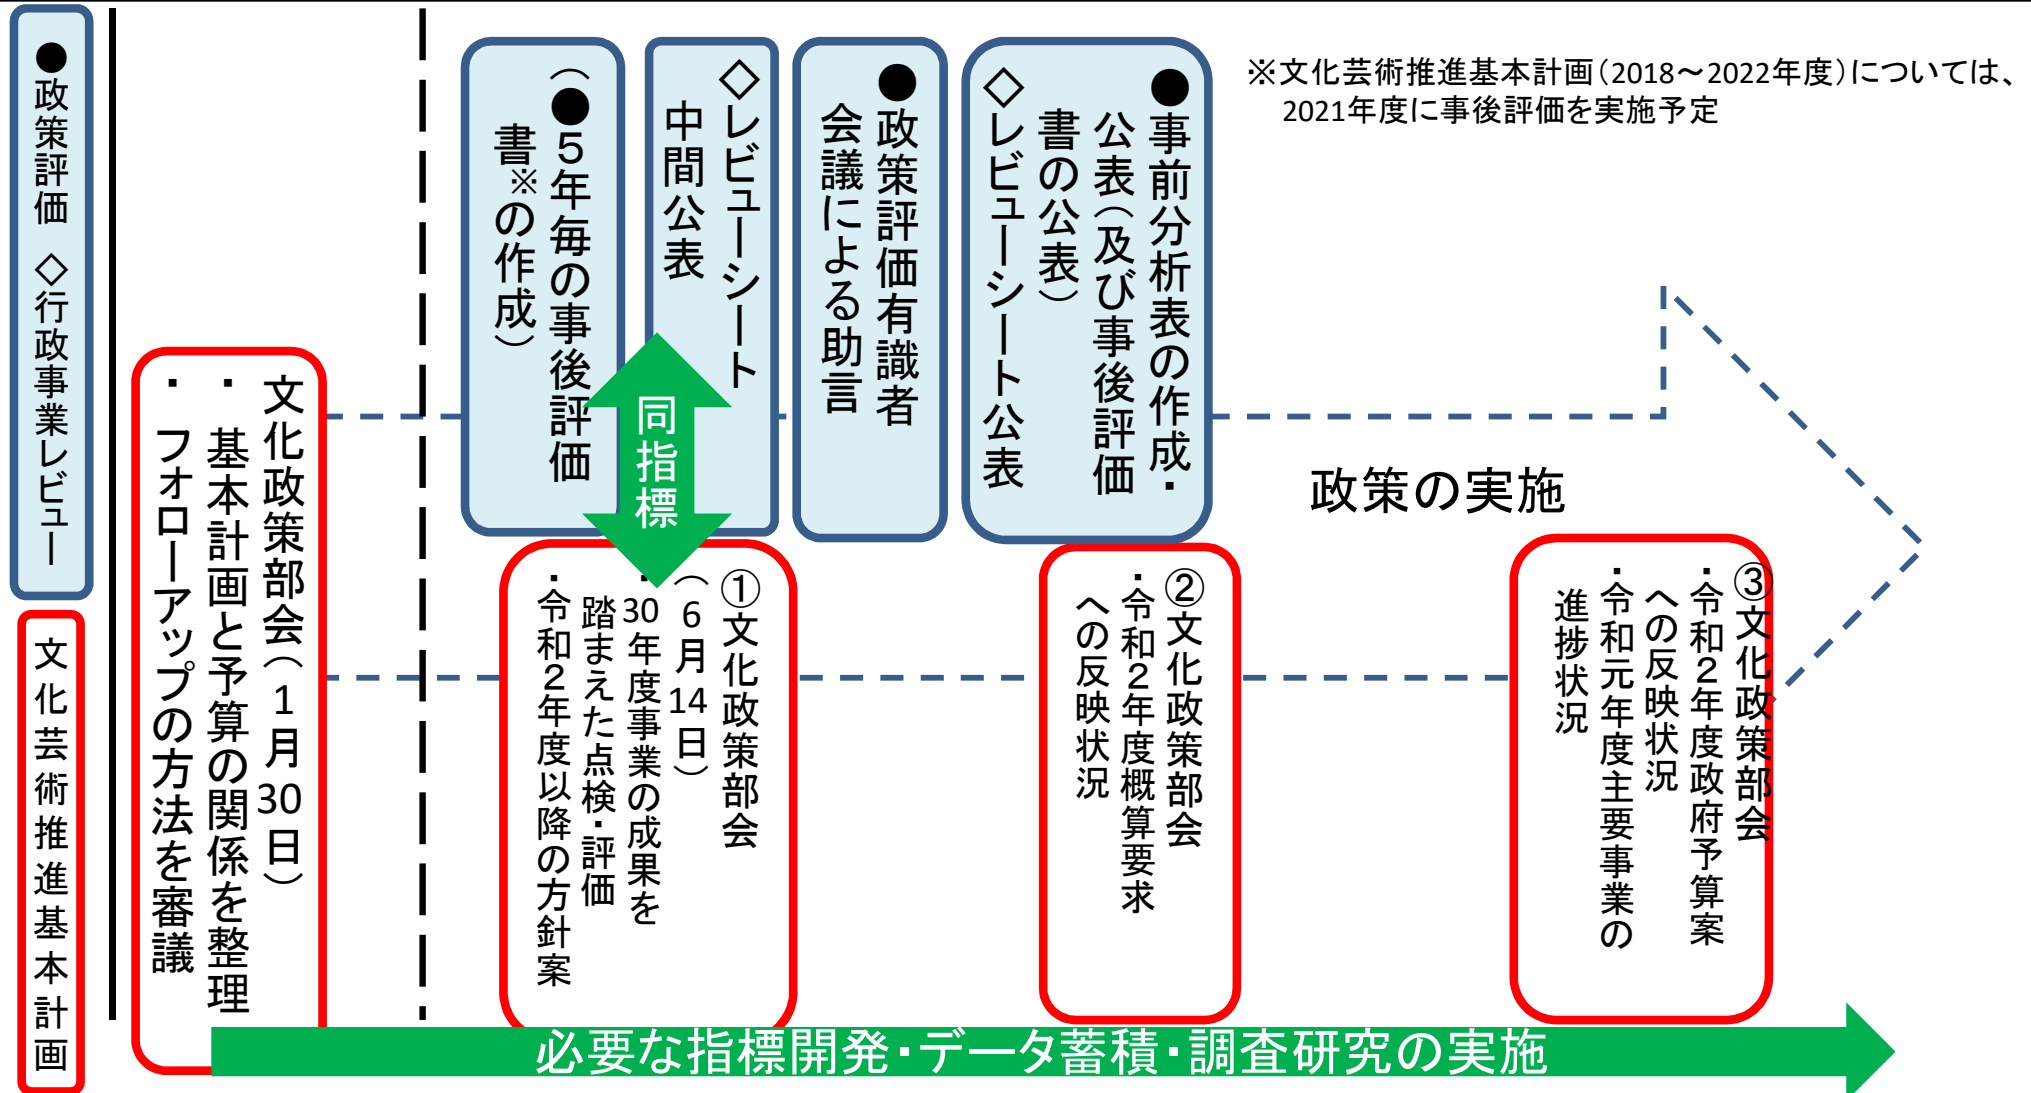 ●政策評価　◇行政事業レビュー
文化芸術推進基本計画
文化政策部会（1月30日）
・基本計画と予算の関係を整理
・フォローアップの方法を審議
（●５年毎の事後評価
書※の作成）
◇レビューシート
中間公表
●政策評価有識者
会議による助言
●事前分析表の作成・
公表（及び事後評価
書の公表）
◇レビューシート公表
※文化芸術推進基本計画（2018～2022年度）については、
2021年度に事後評価を実施予定
同指標
政策の実施
①文化政策部会
（6月14日）
・30年度事業の成果を
踏まえた点検・評価
・令和２年度以降の方針案
②文化政策部会
・令和２年度概算要求
への反映状況
③文化政策部会
・令和２年度政府予算案
への反映状況
・令和元年度主要事業の
進捗状況
必要な指標開発・データ蓄積・調査研究の実施